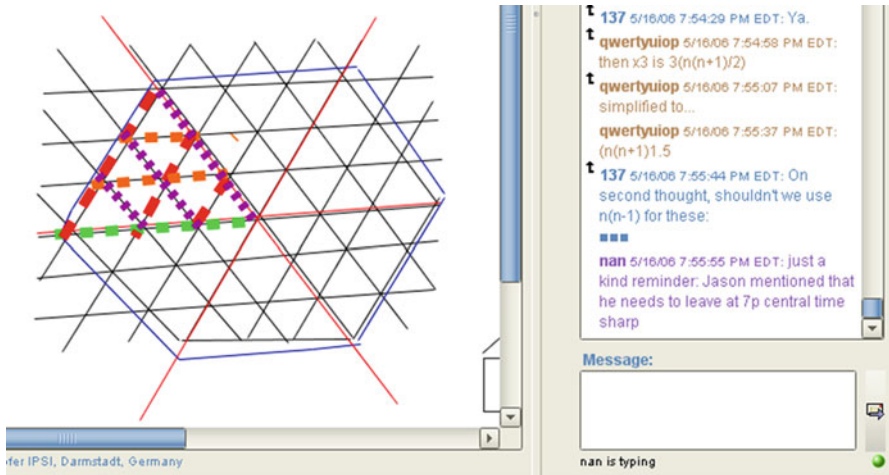 137 5/16/06 7:54:29 PM EDT: Ya.
qwertyuiop 5/16/06 7:54:58 PM EDT:
then x3 is 3(n(n+1)/2)
qwertyuiop 5/16/06 7:55:07 PM EDT:
simplified to...
qwertyuiop 5/16/06 7:55:37 PM EDT:
(n(n+1)1.5
137 5/16/06 7:55:44 PM EDT: On
second thought, shouldn't we use
n(n-1) for these:
nan 5/16/06 7:55:55 PM EDT: just a
kind reminder: Jason mentioned that
he needs to leave at 7p central time
sharp
Message:
nan is typing
ofer IPSI, Darmstadt, Germany